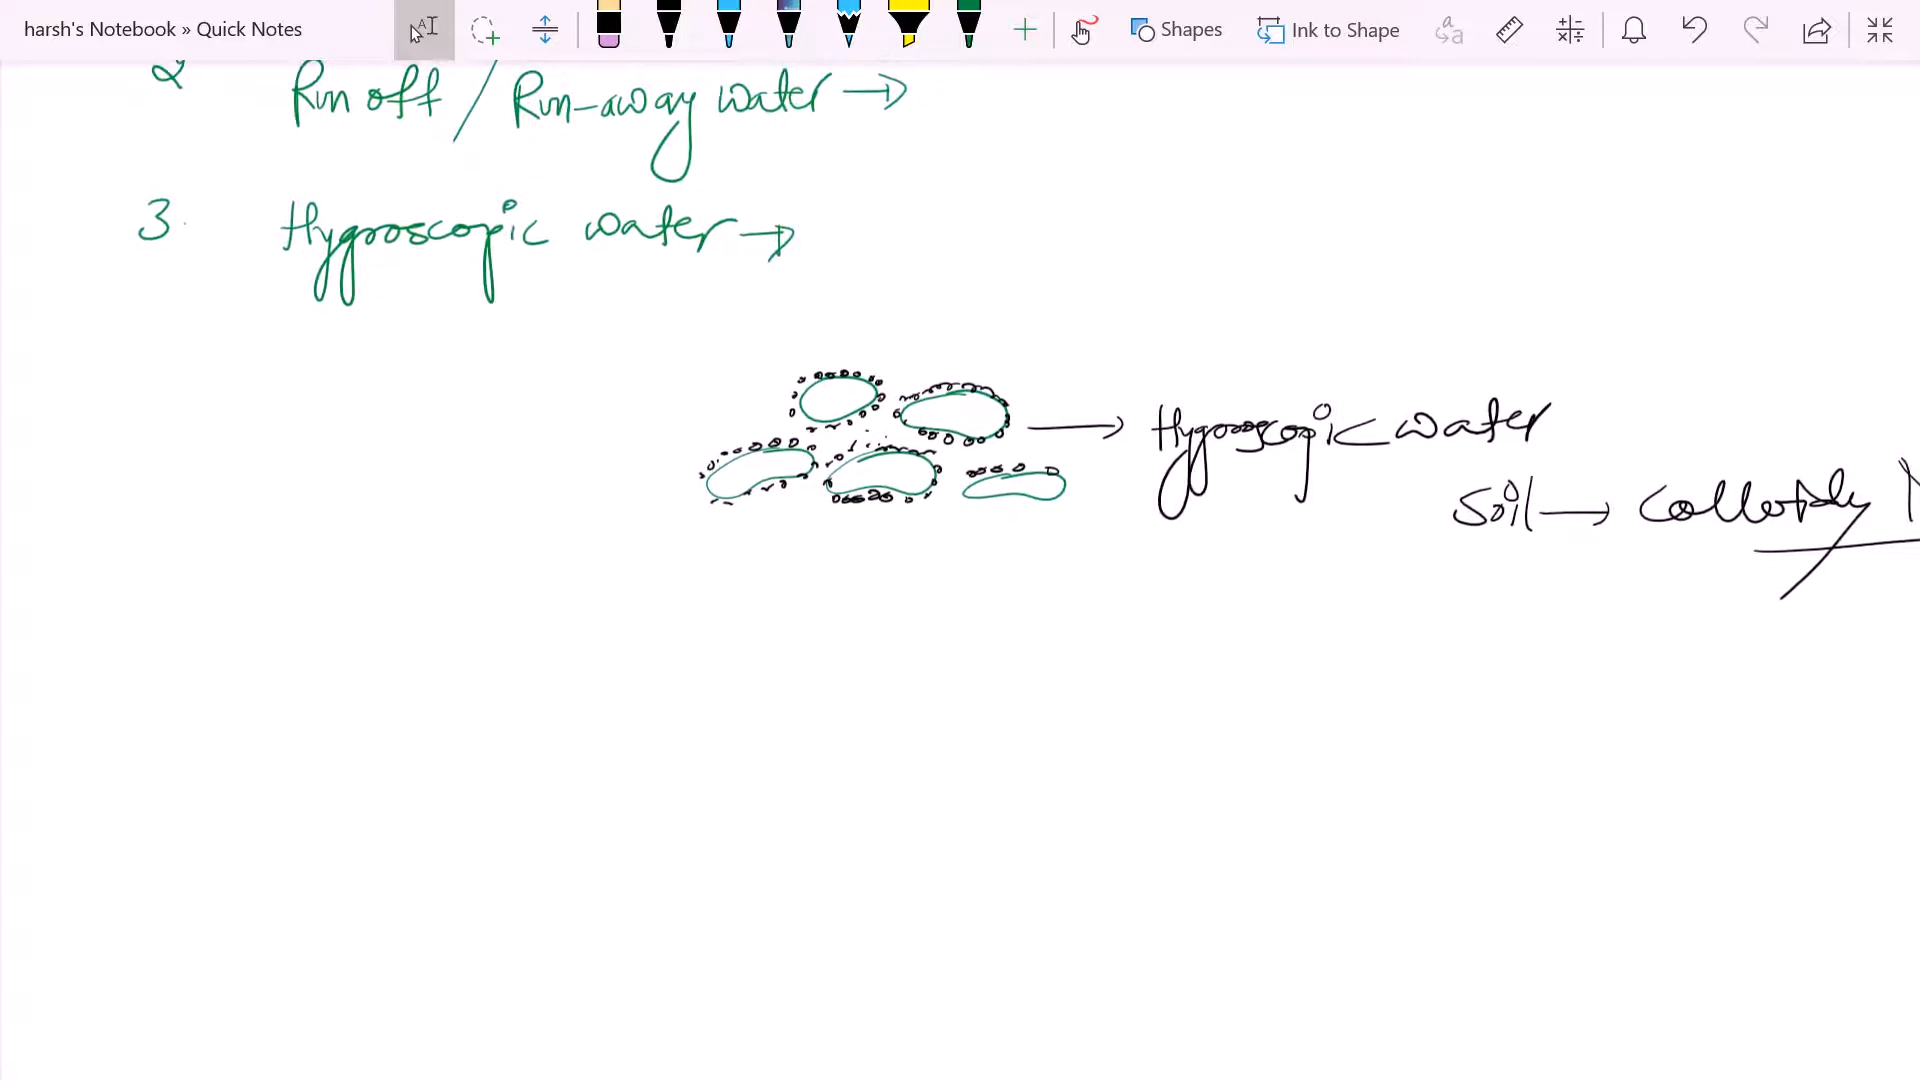 harsh's Notebook » Quick Notes
Shapes
Ink to Shape
2 Run off / Run-away water →
3. Hygroscopic water →
→ Hygroscopic water
Soil →